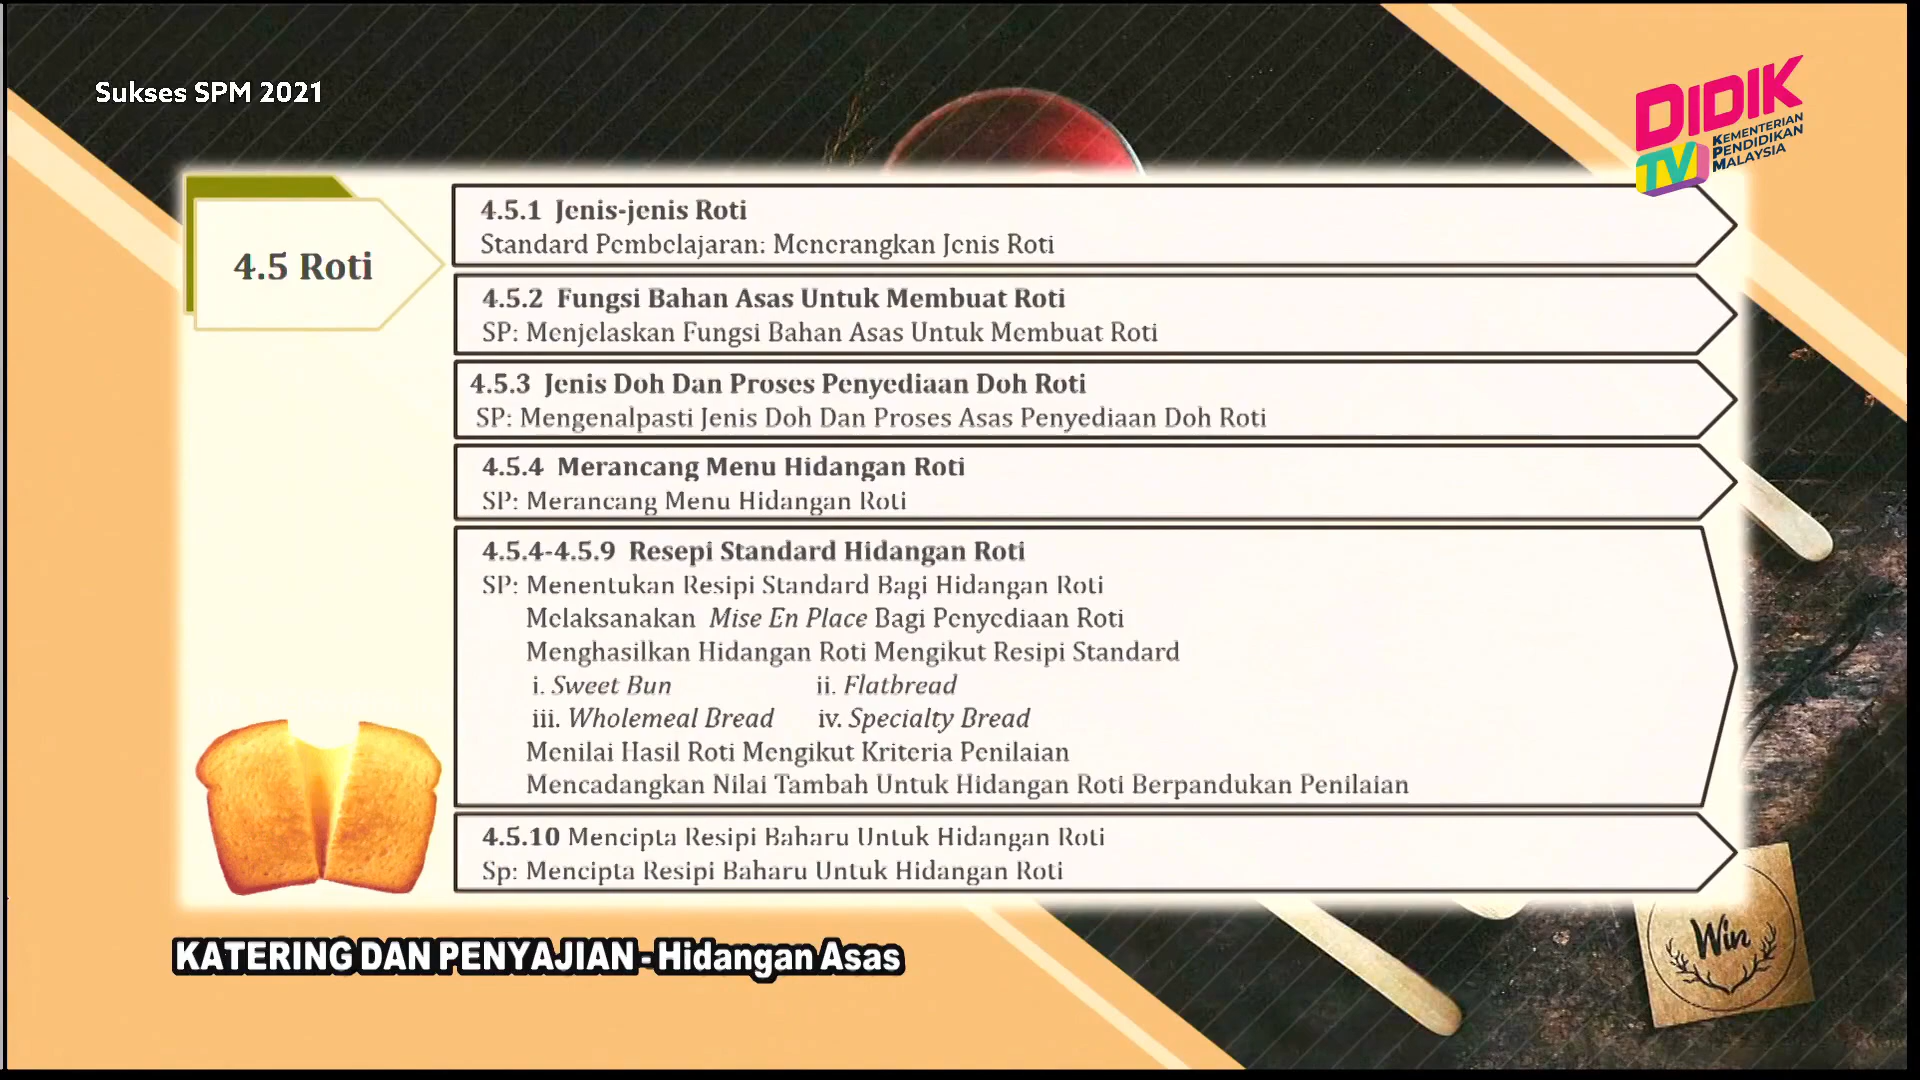 Sukses SPM 2021
DIDIK
TV
KEMENTERIAN
PENDIDIKAN
MALAYSIA
4.5 Roti
4.5.1 Jenis-jenis Roti
Standard Pembelajaran: Menerangkan Jenis Roti
4.5.2 Fungsi Bahan Asas Untuk Membuat Roti
SP: Menjelaskan Fungsi Bahan Asas Untuk Membuat Roti
4.5.3 Jenis Doh Dan Proses Penyediaan Doh Roti
SP: Mengenalpasti Jenis Doh Dan Proses Asas Penyediaan Doh Roti
4.5.4 Merancang Menu Hidangan Roti
SP: Merancang Menu Hidangan Roti
4.5.4-4.5.9 Resepi Standard Hidangan Roti
SP: Menentukan Resipi Standard Bagi Hidangan Roti
Melaksanakan Mise En Place Bagi Penyediaan Roti
Menghasilkan Hidangan Roti Mengikut Resipi Standard
i. Sweet Bun ii. Flatbread
iii. Wholemeal Bread iv. Specialty Bread
Menilai Hasil Roti Mengikut Kriteria Penilaian
Mencadangkan Nilai Tambah Untuk Hidangan Roti Berpandukan Penilaian
4.5.10 Mencipta Resipi Baharu Untuk Hidangan Roti
Sp: Mencipta Resipi Baharu Untuk Hidangan Roti
KATERING DAN PENYAJIAN - Hidangan Asas
Win